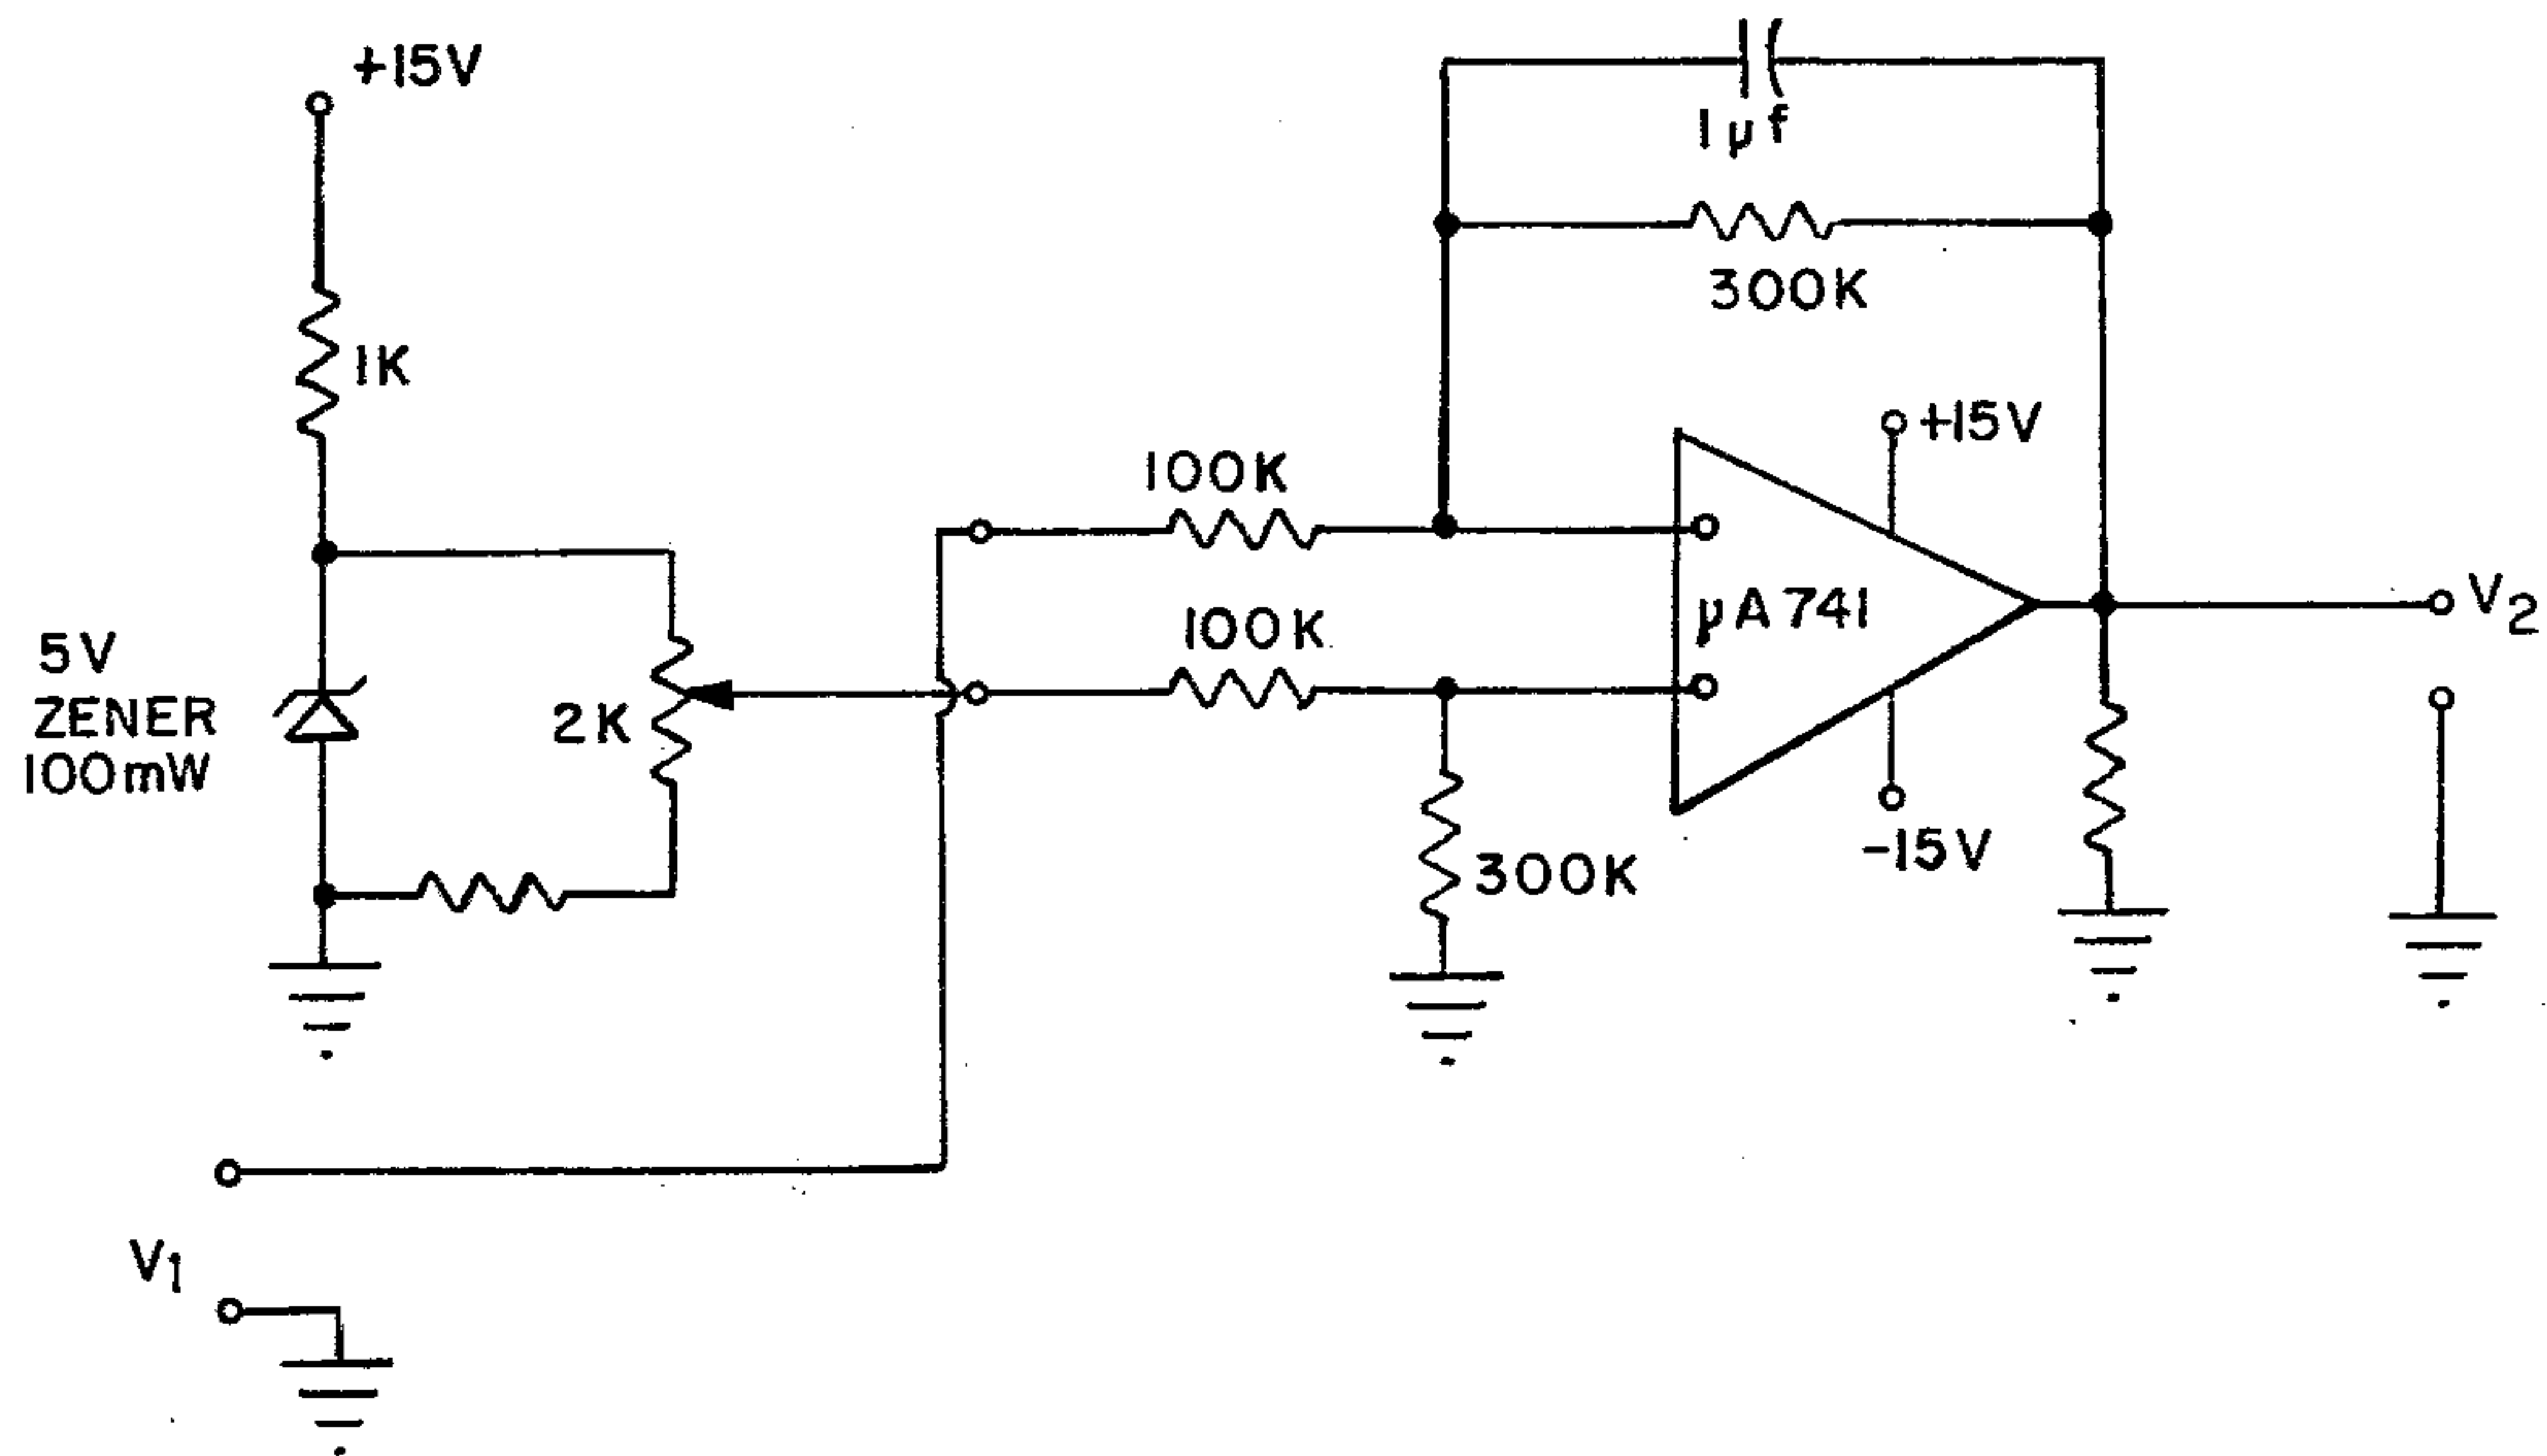 +15V
1K
5V
ZENER
100mW
2K
1µf
300K
100K
100K
+15V
µA741
-15V
300K
V2
V1